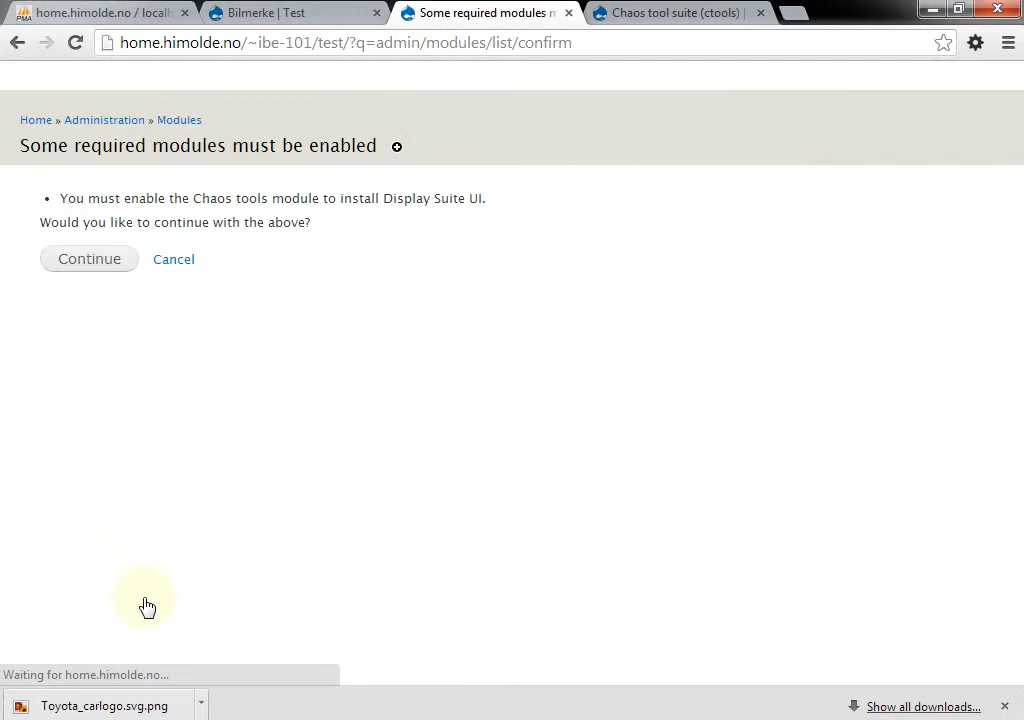 home.himolde.no / localh
Bilmerke | Test
Some required modules m
Chaos tool suite (ctools) |
home.himolde.no/~ibe-101/test/?q=admin/modules/list/confirm
Home » Administration » Modules
Some required modules must be enabled
• You must enable the Chaos tools module to install Display Suite UI.
Would you like to continue with the above?
Continue Cancel
Waiting for home.himolde.no...
Toyota_carlogo.svg.png
Show all downloads...